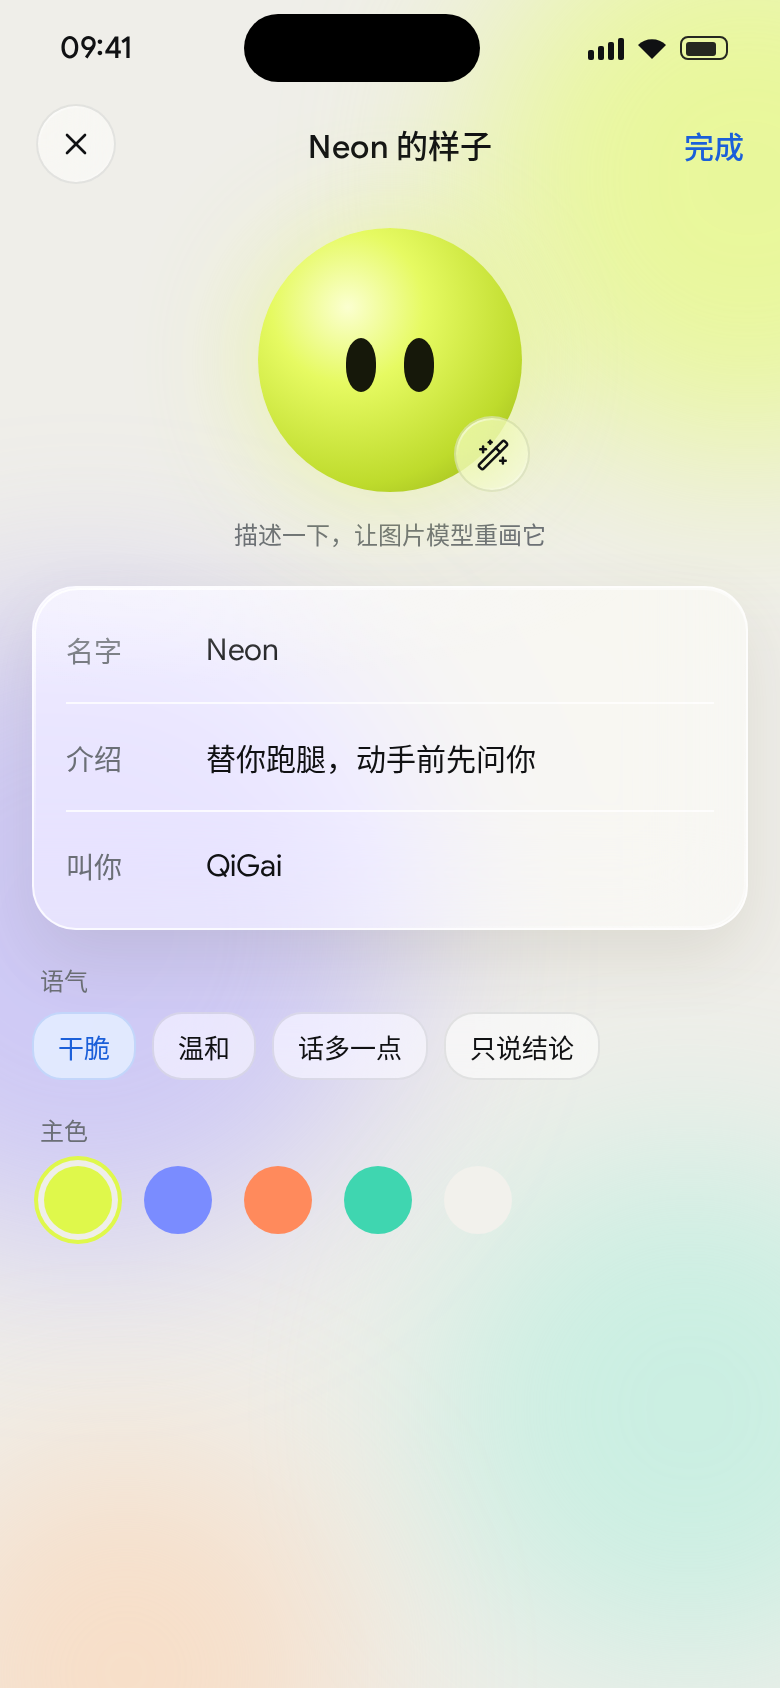 09:41
Neon 的样子
完成
描述一下，让图片模型重画它
名字 Neon
介绍 替你跑腿，动手前先问你
叫你 QiGai
语气
干脆 温和 话多一点 只说结论
主色